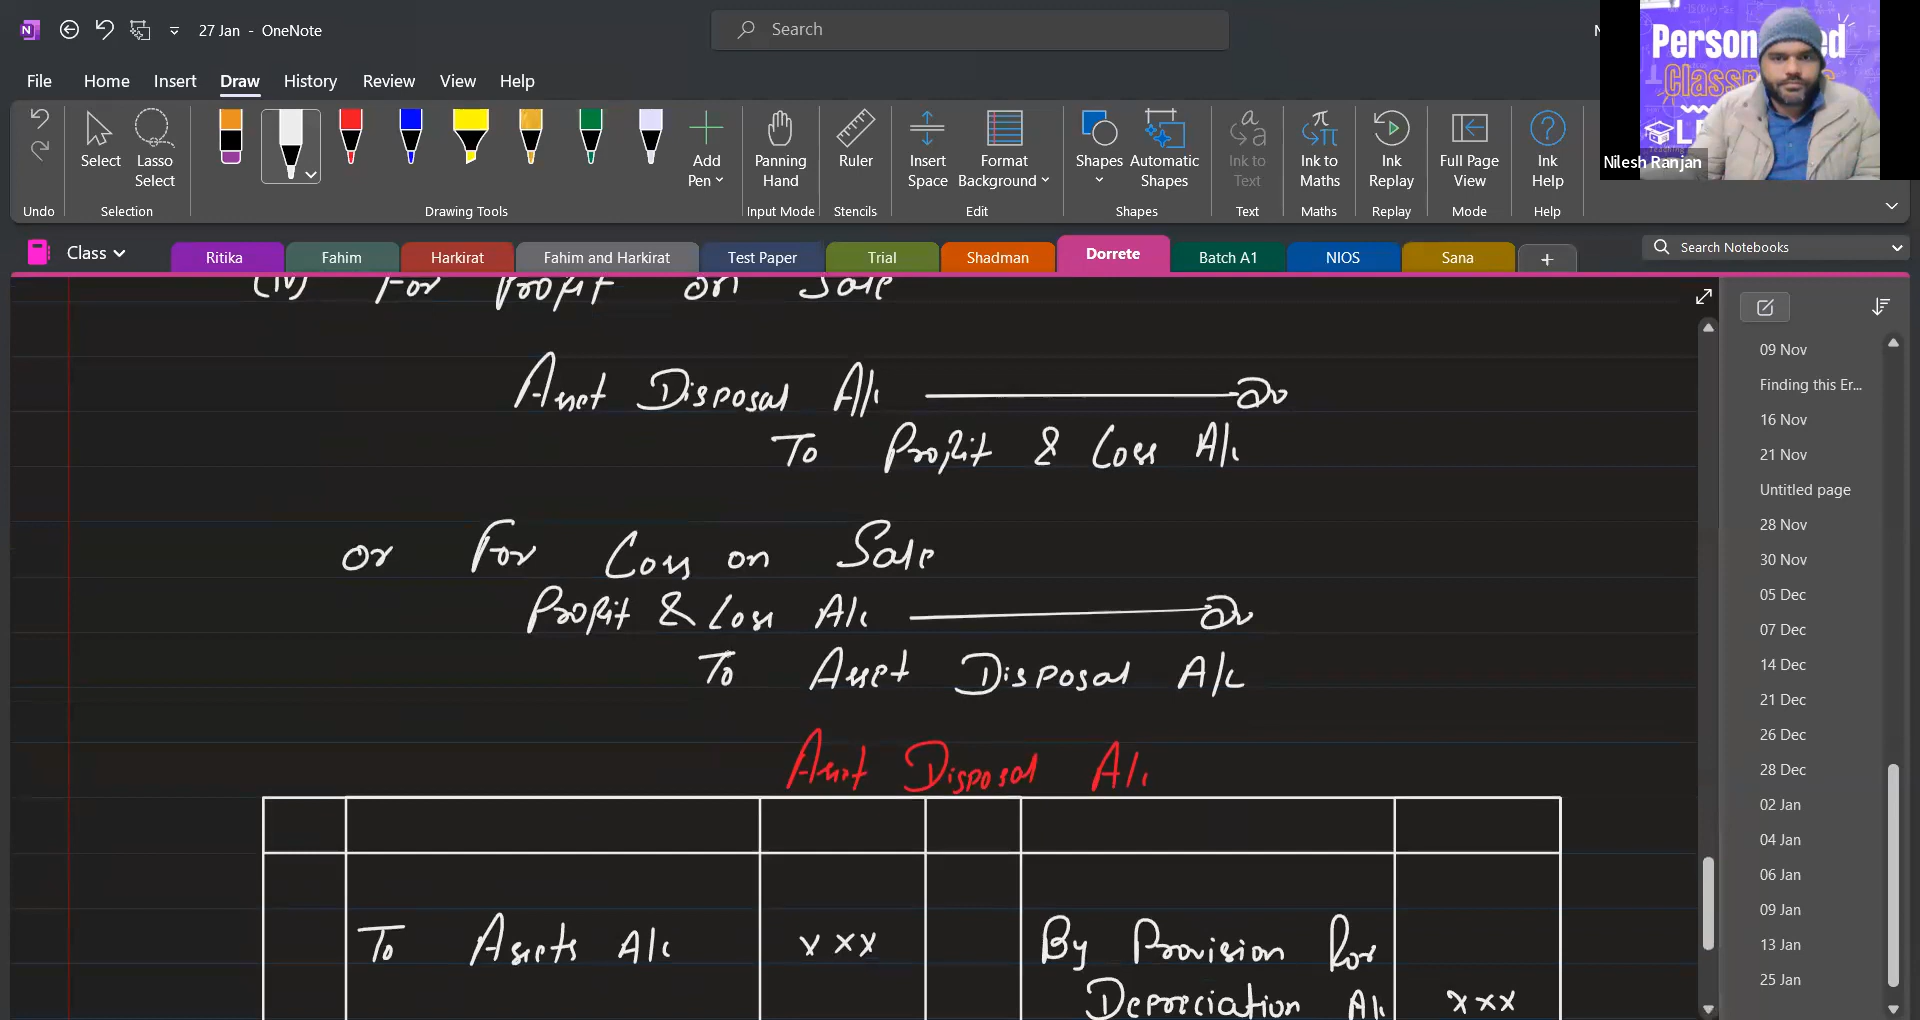 27 Jan - OneNote
Search
File Home Insert Draw History Review View Help
Undo
Select
Lasso Select
Selection
Drawing Tools
Add Pen
Panning Hand
Input Mode
Ruler
Stencils
Insert Space
Format Background
Edit
Shapes
Automatic Shapes
Shapes
Ink to Text
Text
Ink to Maths
Maths
Ink Replay
Replay
Full Page View
Mode
Ink Help
Help
Nilesh Ranjan
Class
Ritika Fahim Harkirat Fahim and Harkirat Test Paper Trial Shadman Dorrete Batch A1 NIOS Sana +
Search Notebooks
(iv) For Profit on Sale
Asset Disposal A/c Dr
To Profit & Loss A/c
or For Loss on Sale
Profit & Loss A/c Dr
To Asset Disposal A/c
Asset Disposal A/c
To Assets A/c xxx By Provision for
Depreciation A/c xxx
09 Nov
Finding this Er...
16 Nov
21 Nov
Untitled page
28 Nov
30 Nov
05 Dec
07 Dec
14 Dec
21 Dec
26 Dec
28 Dec
02 Jan
04 Jan
06 Jan
09 Jan
13 Jan
25 Jan